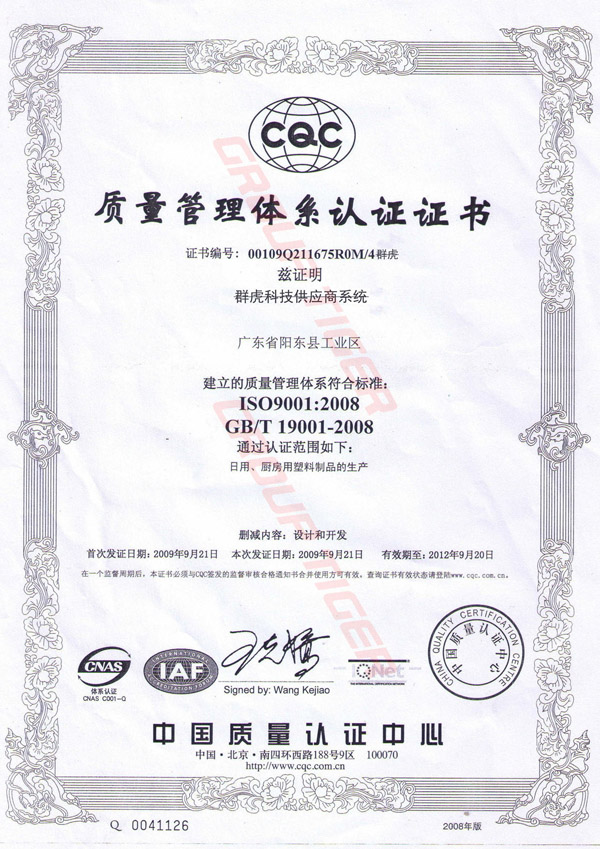 CQC
质量管理体系认证证书
证书编号：00109Q211675R0M/4群虎
兹证明
群虎科技供应商系统
广东省阳东县工业区
建立的质量管理体系符合标准：
ISO9001:2008
GB/T 19001-2008
通过认证范围如下：
日用、厨房用塑料制品的生产
删减内容：设计和开发
首次发证日期：2009年9月21日 本次发证日期：2009年9月21日 有效期至：2012年9月20日
在一个监督周期后，本证书必须与CQC签发的监督审核合格通知书合并使用方可有效，查询证书有效状态请登陆www.cqc.com.cn。
GROUP TIGER
GROUP TIGER
CNAS
体系认证
CNAS C001-Q
INTERNATIONAL
IAF
ACCREDITATION FORUM
Signed by: Wang Kejiao
IQNet
THE INTERNATIONAL CERTIFICATION NETWORK
CHINA QUALITY CERTIFICATION CENTRE
中国质量认证中心
中国质量认证中心
中国·北京·南四环西路188号9区 100070
http://www.cqc.com.cn
Q 0041126
2008年版